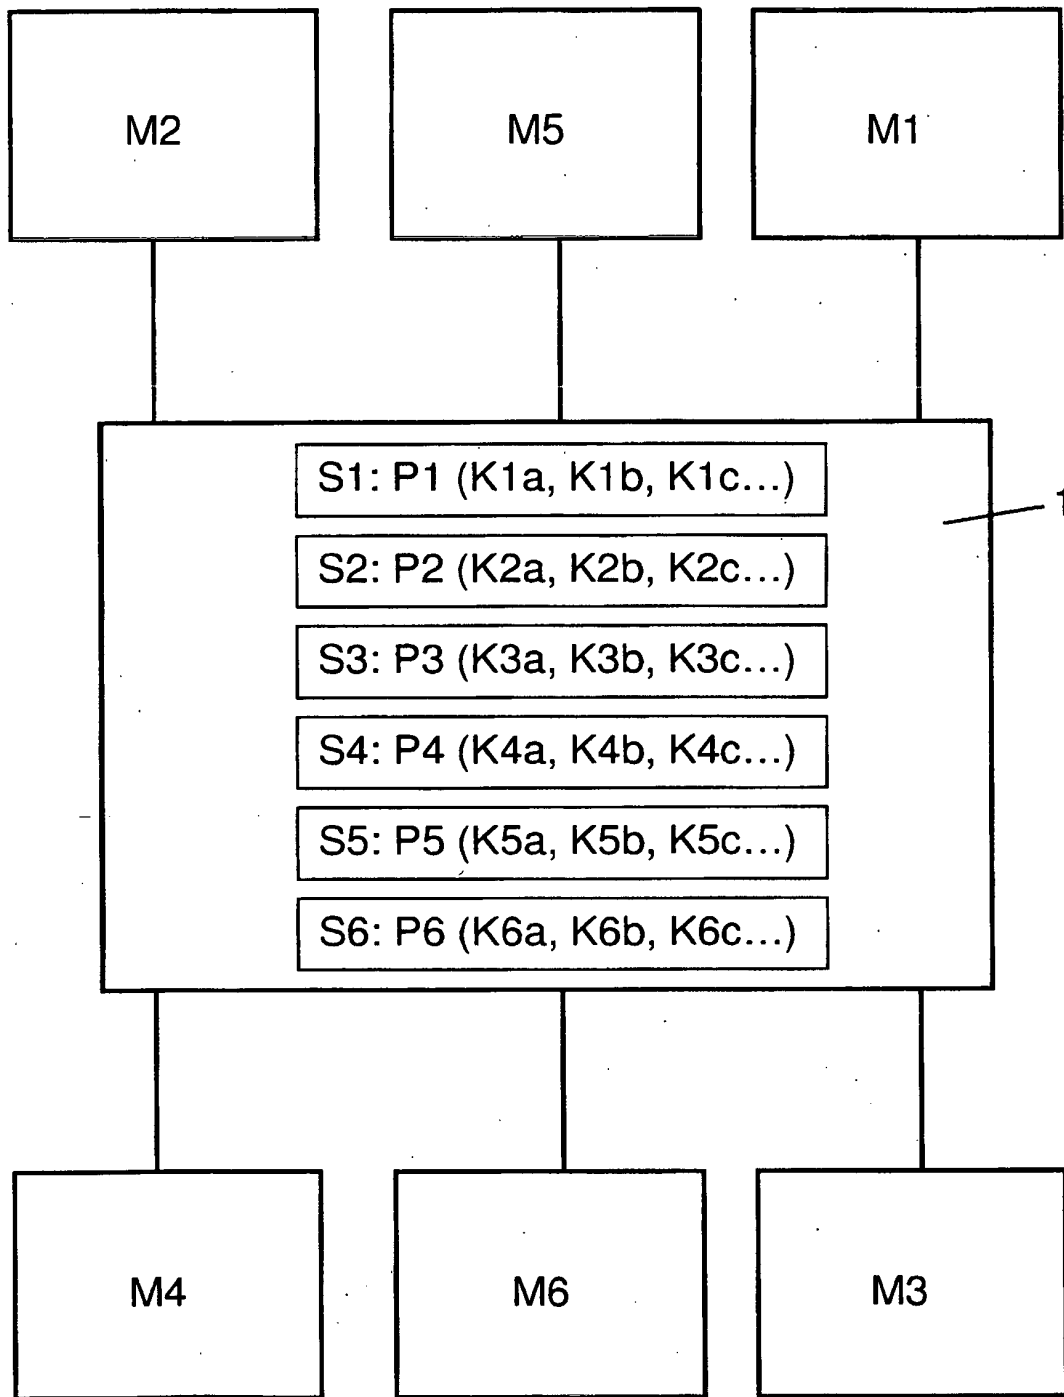 M2 M5 M1
S1: P1 (K1a, K1b, K1c...)
1
S2: P2 (K2a, K2b, K2c...)
S3: P3 (K3a, K3b, K3c...)
S4: P4 (K4a, K4b, K4c...)
S5: P5 (K5a, K5b, K5c...)
S6: P6 (K6a, K6b, K6c...)
M4 M6 M3